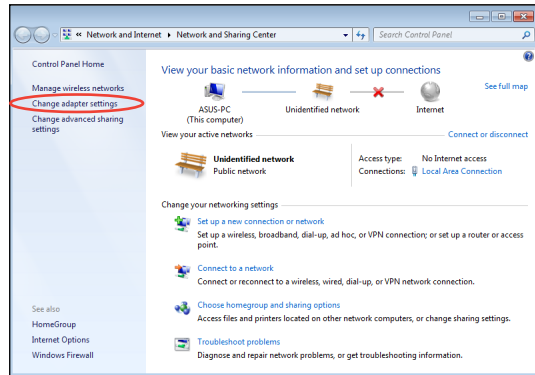 « Network and Internet ▸ Network and Sharing Center
Search Control Panel
Control Panel Home
Manage wireless networks
Change adapter settings
Change advanced sharing
settings
See also
HomeGroup
Internet Options
Windows Firewall
View your basic network information and set up connections
See full map
ASUS-PC
(This computer)
Unidentified network
Internet
View your active networks
Connect or disconnect
Unidentified network
Public network
Access type: No Internet access
Connections: Local Area Connection
Change your networking settings
Set up a new connection or network
Set up a wireless, broadband, dial-up, ad hoc, or VPN connection; or set up a router or access
point.
Connect to a network
Connect or reconnect to a wireless, wired, dial-up, or VPN network connection.
Choose homegroup and sharing options
Access files and printers located on other network computers, or change sharing settings.
Troubleshoot problems
Diagnose and repair network problems, or get troubleshooting information.